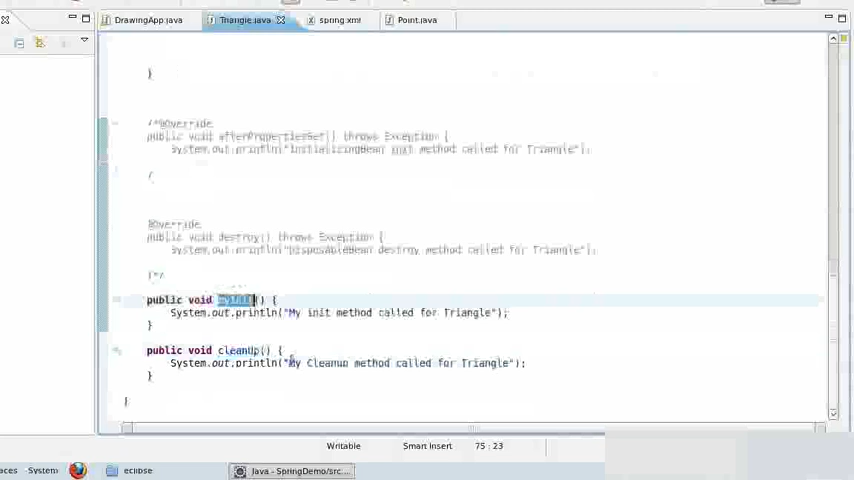 DrawingApp.java Triangle.java spring.xml Point.java
}
/*@Override
public void afterPropertiesSet() throws Exception {
System.out.println("InitializingBean init method called for Triangle");
@Override
public void destroy() throws Exception {
System.out.println("DisposableBean destroy method called for Triangle");
}*/
public void myInit() {
System.out.println("My init method called for Triangle");
}
public void cleanUp() {
System.out.println("My Cleanup method called for Triangle");
}
}
Writable Smart Insert 75 : 23
aces System eclipse Java - SpringDemo/src...